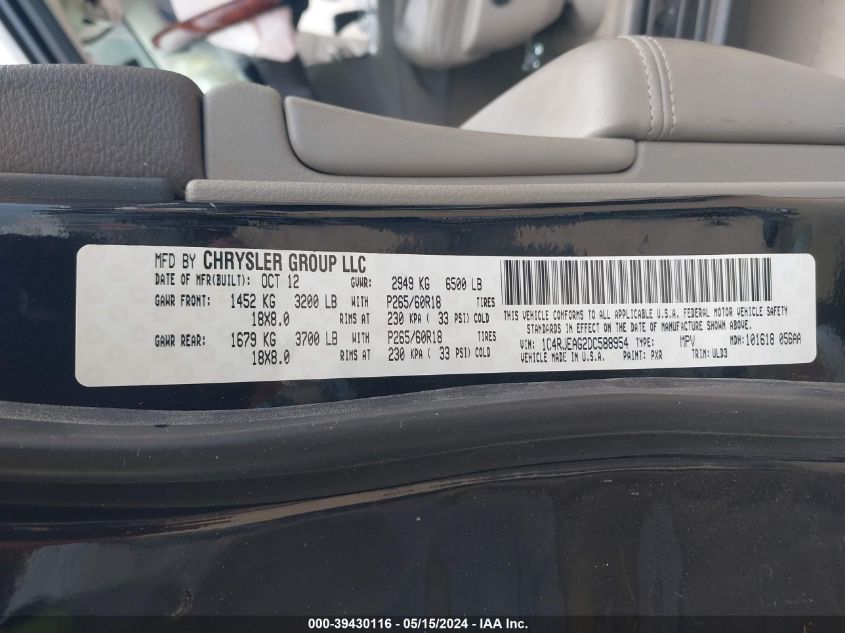 MFD BY CHRYSLER GROUP LLC
DATE OF MFR(BUILT): OCT 12 GVWR: 2949 KG 6500 LB
GAWR FRONT: 1452 KG 3200 LB WITH P265/60R18 TIRES
18X8.0 RIMS AT 230 KPA ( 33 PSI) COLD
GAWR REAR: 1679 KG 3700 LB WITH P265/60R18 TIRES
18X8.0 RIMS AT 230 KPA ( 33 PSI) COLD
THIS VEHICLE CONFORMS TO ALL APPLICABLE U.S.A. FEDERAL MOTOR VEHICLE SAFETY
STANDARDS IN EFFECT ON THE DATE OF MANUFACTURE SHOWN ABOVE.
VIN: 1C4RJEAG2DC588954 TYPE: MPV MDH: 101618 056AA
VEHICLE MADE IN U.S.A. PAINT: PXR TRIM: ULD3
000-39430116 - 05/15/2024 - IAAI.com